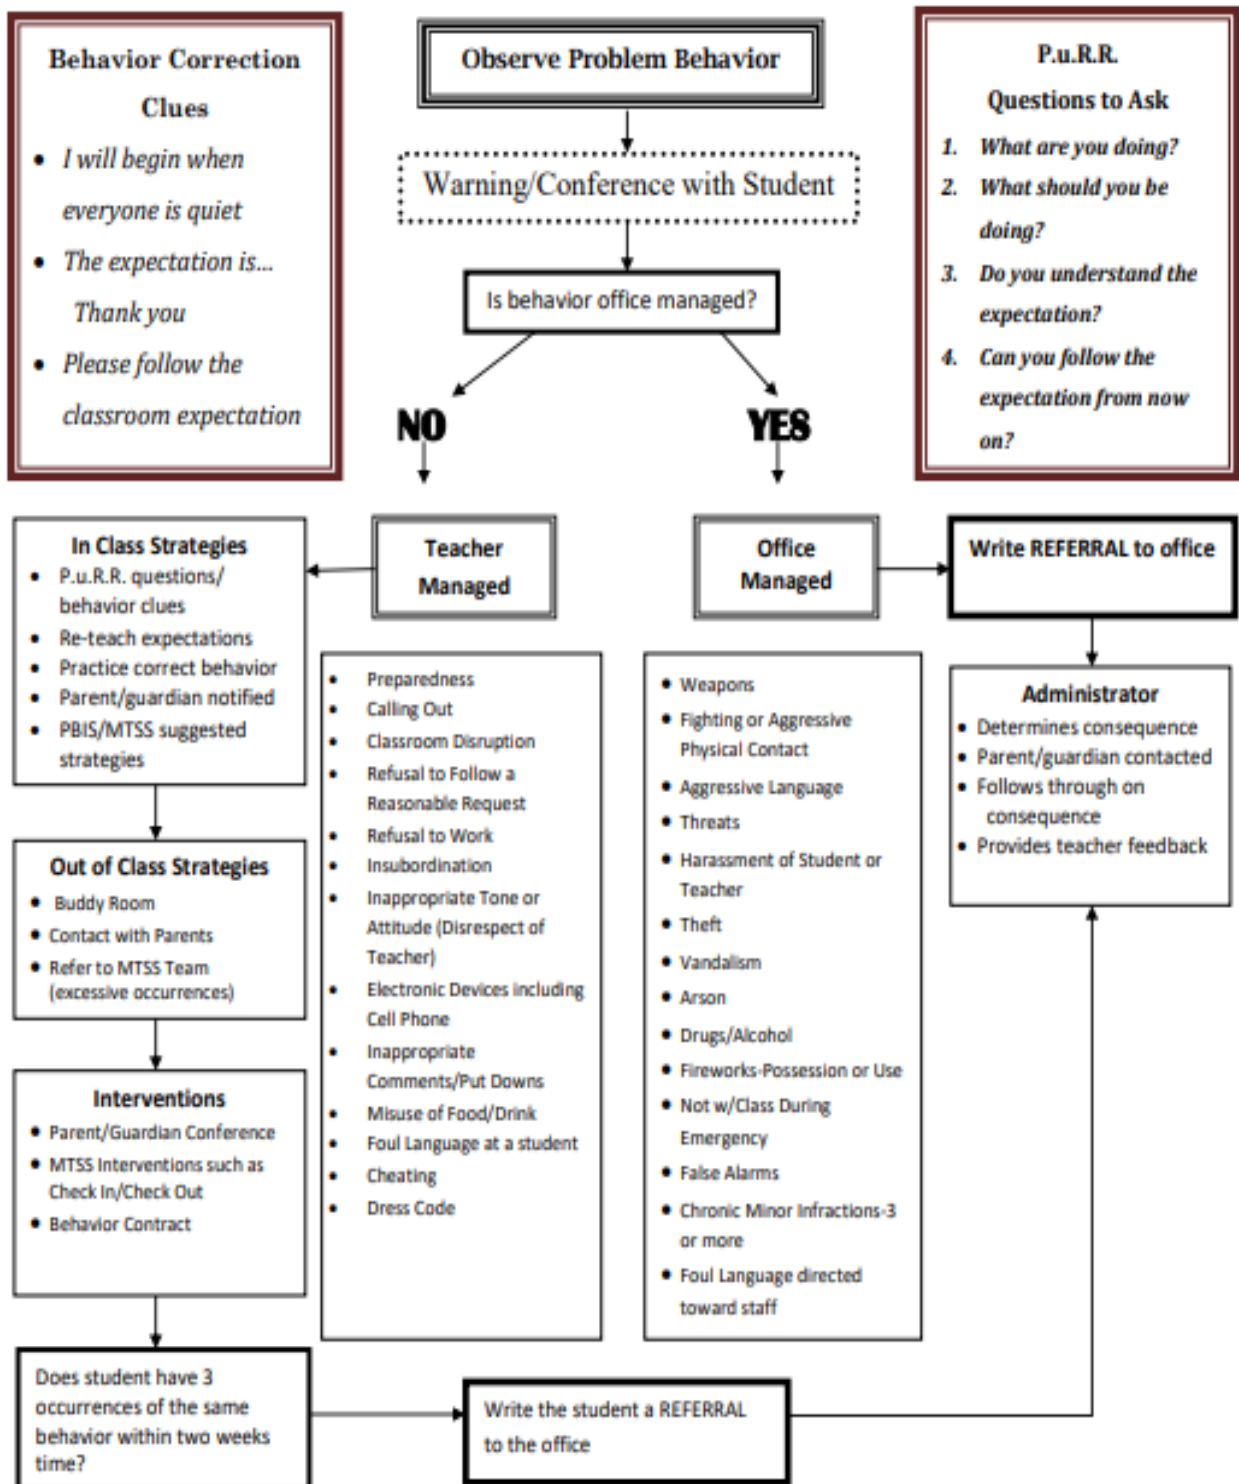 Behavior Correction
Clues
• I will begin when
everyone is quiet
• The expectation is...
Thank you
• Please follow the
classroom expectation
Observe Problem Behavior
Warning/Conference with Student
Is behavior office managed?
NO
YES
P.u.R.R.
Questions to Ask
1. What are you doing?
2. What should you be
doing?
3. Do you understand the
expectation?
4. Can you follow the
expectation from now
on?
In Class Strategies
• P.u.R.R. questions/
behavior clues
• Re-teach expectations
• Practice correct behavior
• Parent/guardian notified
• PBIS/MTSS suggested
strategies
Teacher
Managed
Office
Managed
Write REFERRAL to office
Out of Class Strategies
• Buddy Room
• Contact with Parents
• Refer to MTSS Team
(excessive occurrences)
Interventions
• Parent/Guardian Conference
• MTSS Interventions such as
Check In/Check Out
• Behavior Contract
• Preparedness
• Calling Out
• Classroom Disruption
• Refusal to Follow a
Reasonable Request
• Refusal to Work
• Insubordination
• Inappropriate Tone or
Attitude (Disrespect of
Teacher)
• Electronic Devices including
Cell Phone
• Inappropriate
Comments/Put Downs
• Misuse of Food/Drink
• Foul Language at a student
• Cheating
• Dress Code
• Weapons
• Fighting or Aggressive
Physical Contact
• Aggressive Language
• Threats
• Harassment of Student or
Teacher
• Theft
• Vandalism
• Arson
• Drugs/Alcohol
• Fireworks-Possession or Use
• Not w/Class During
Emergency
• False Alarms
• Chronic Minor Infractions-3
or more
• Foul Language directed
toward staff
Administrator
• Determines consequence
• Parent/guardian contacted
• Follows through on
consequence
• Provides teacher feedback
Does student have 3
occurrences of the same
behavior within two weeks
time?
Write the student a REFERRAL
to the office